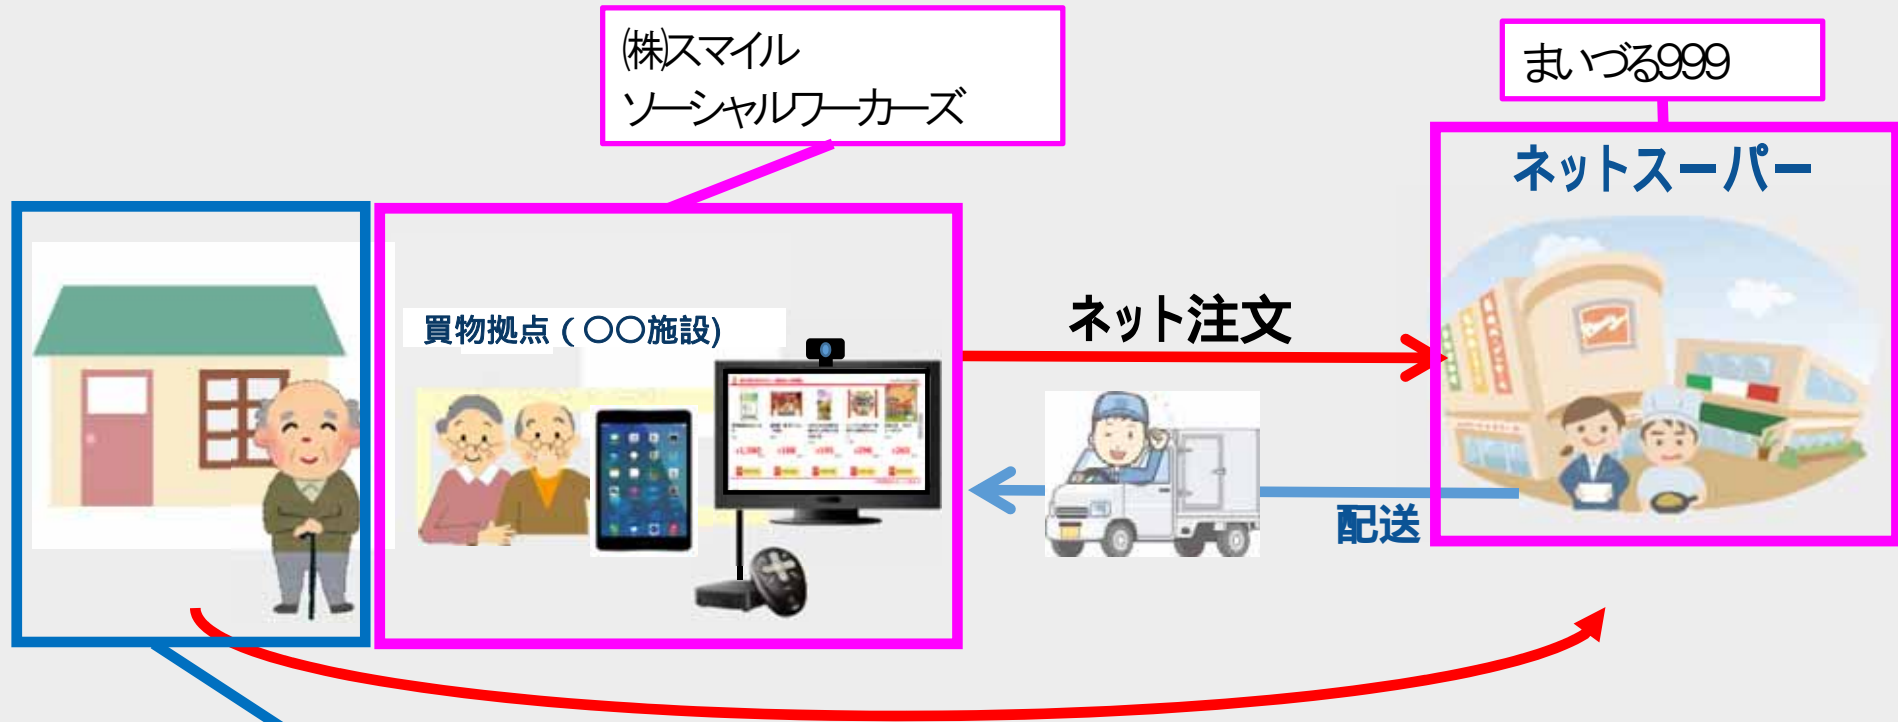 ㈱スマイル
ソーシャルワーカーズ
まいづる999
ネットスーパー
買物拠点（〇〇施設)
ネット注文
配送